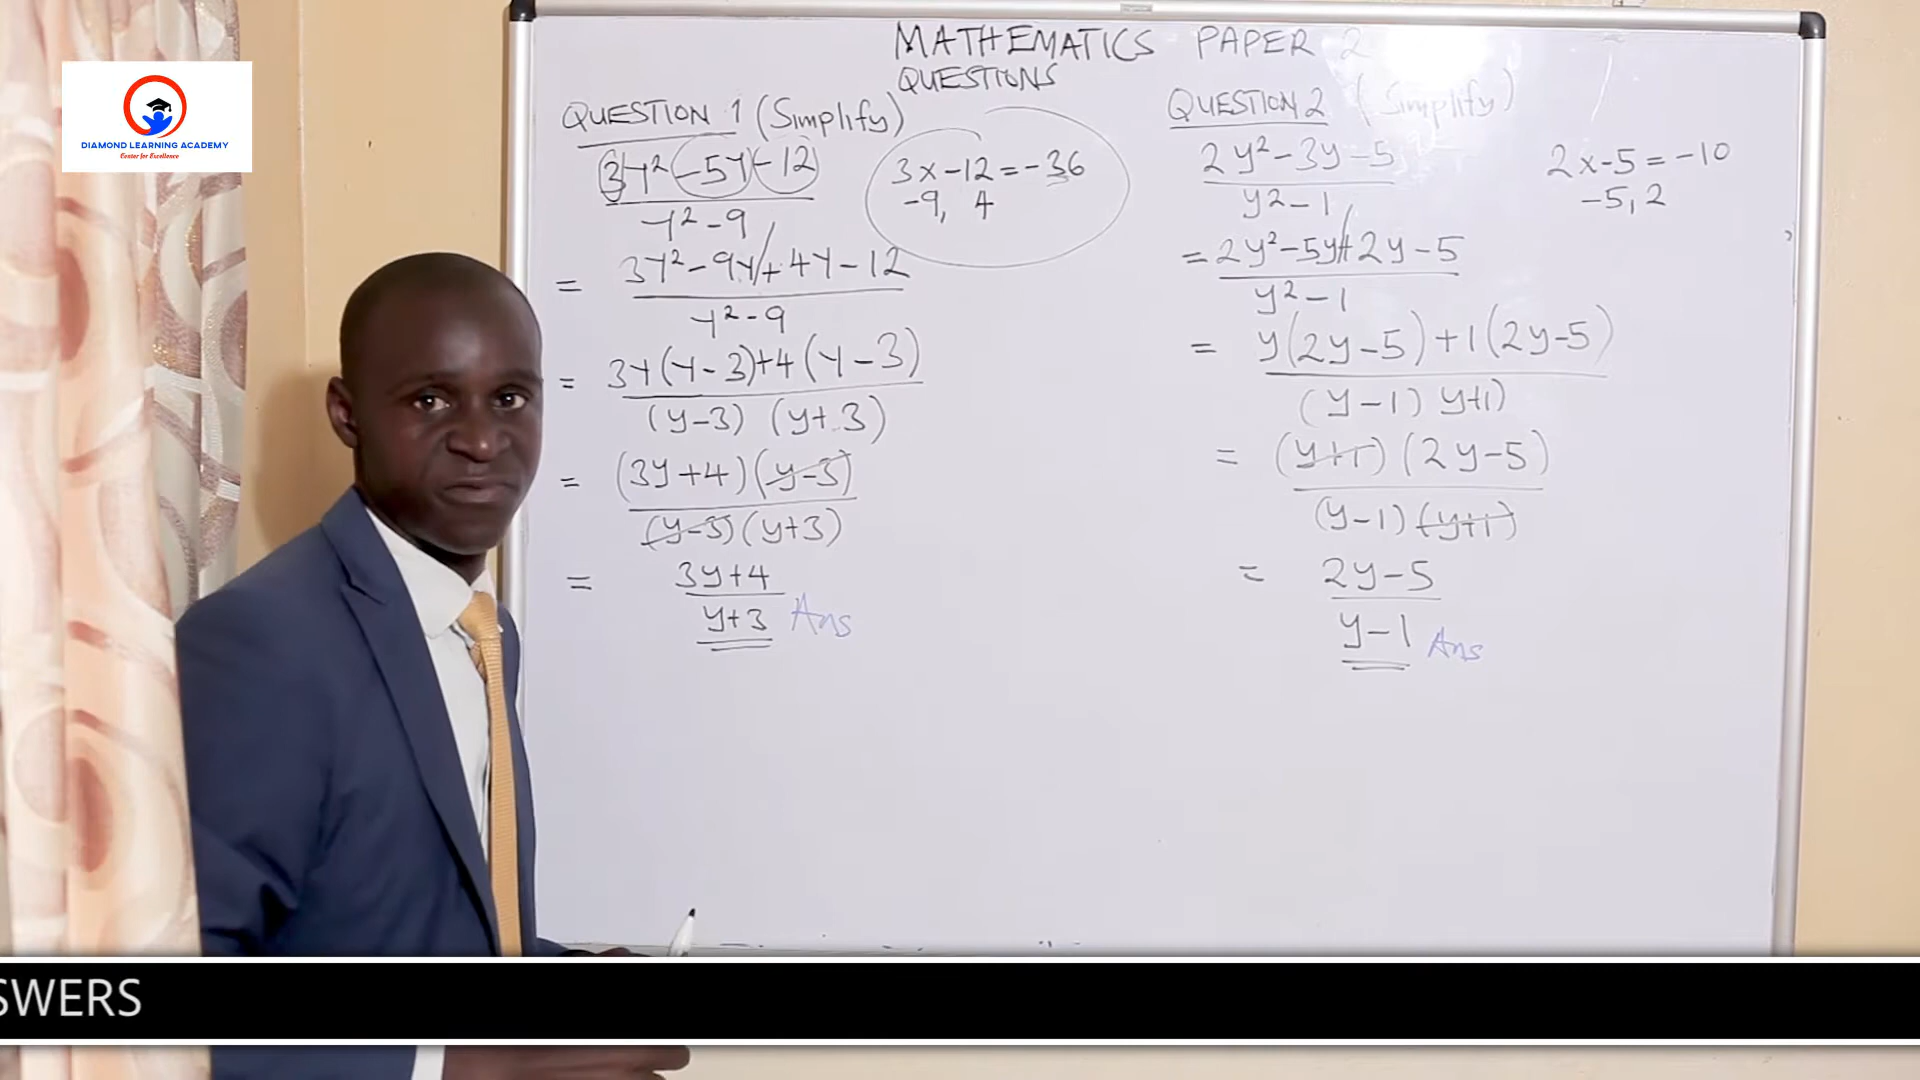 DIAMOND LEARNING ACADEMY
Center for Excellence
MATHEMATICS PAPER 2
QUESTIONS
QUESTION 1 (Simplify)
3y² - 5y - 12
y² - 9
3 x - 12 = - 36
-9, 4
= 3y² - 9y + 4y - 12
y² - 9
= 3y(y - 3) + 4(y - 3)
(y - 3) (y + 3)
= (3y + 4)(y - 3)
(y - 3)(y + 3)
= 3y + 4
y + 3 Ans
QUESTION 2 (Simplify)
2y² - 3y - 5
y² - 1
2 x - 5 = - 10
-5, 2
= 2y² - 5y + 2y - 5
y² - 1
= y(2y - 5) + 1(2y - 5)
(y - 1) y + 1)
= (y + 1)(2y - 5)
(y - 1)(y + 1)
= 2y - 5
y - 1 Ans
SWERS